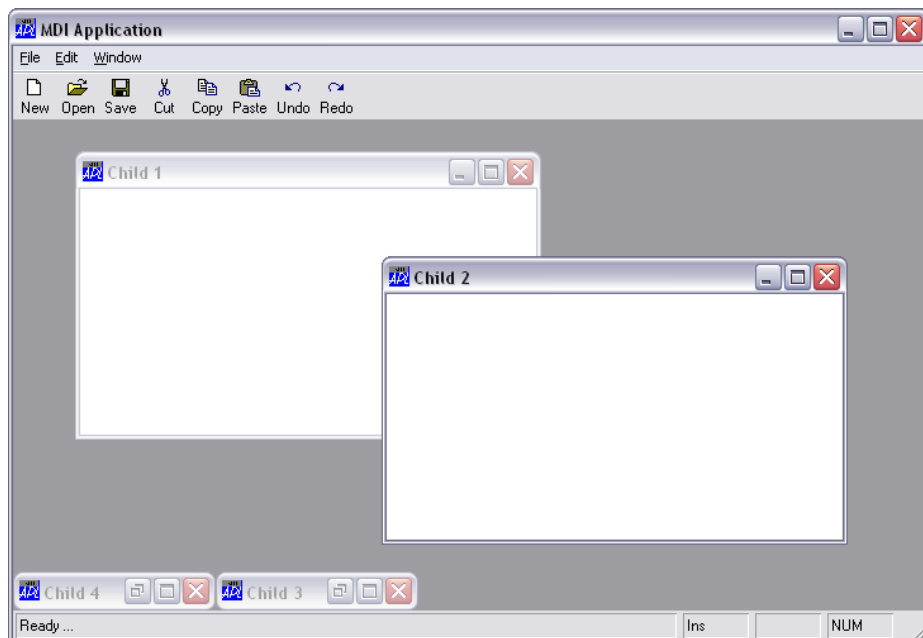 MDI Application
File Edit Window
New Open Save Cut Copy Paste Undo Redo
Child 1
Child 2
Child 4 Child 3
Ready ... Ins NUM